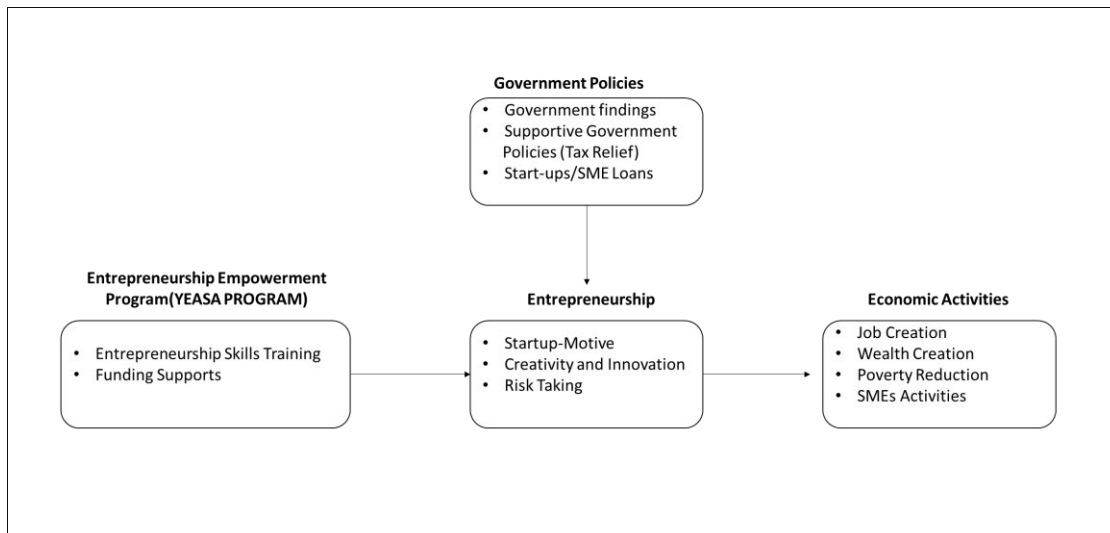 Government Policies
• Government findings
• Supportive Government
Policies (Tax Relief)
• Start-ups/SME Loans
Entrepreneurship Empowerment
Program(YEASA PROGRAM)
• Entrepreneurship Skills Training
• Funding Supports
Entrepreneurship
• Startup-Motive
• Creativity and Innovation
• Risk Taking
Economic Activities
• Job Creation
• Wealth Creation
• Poverty Reduction
• SMEs Activities